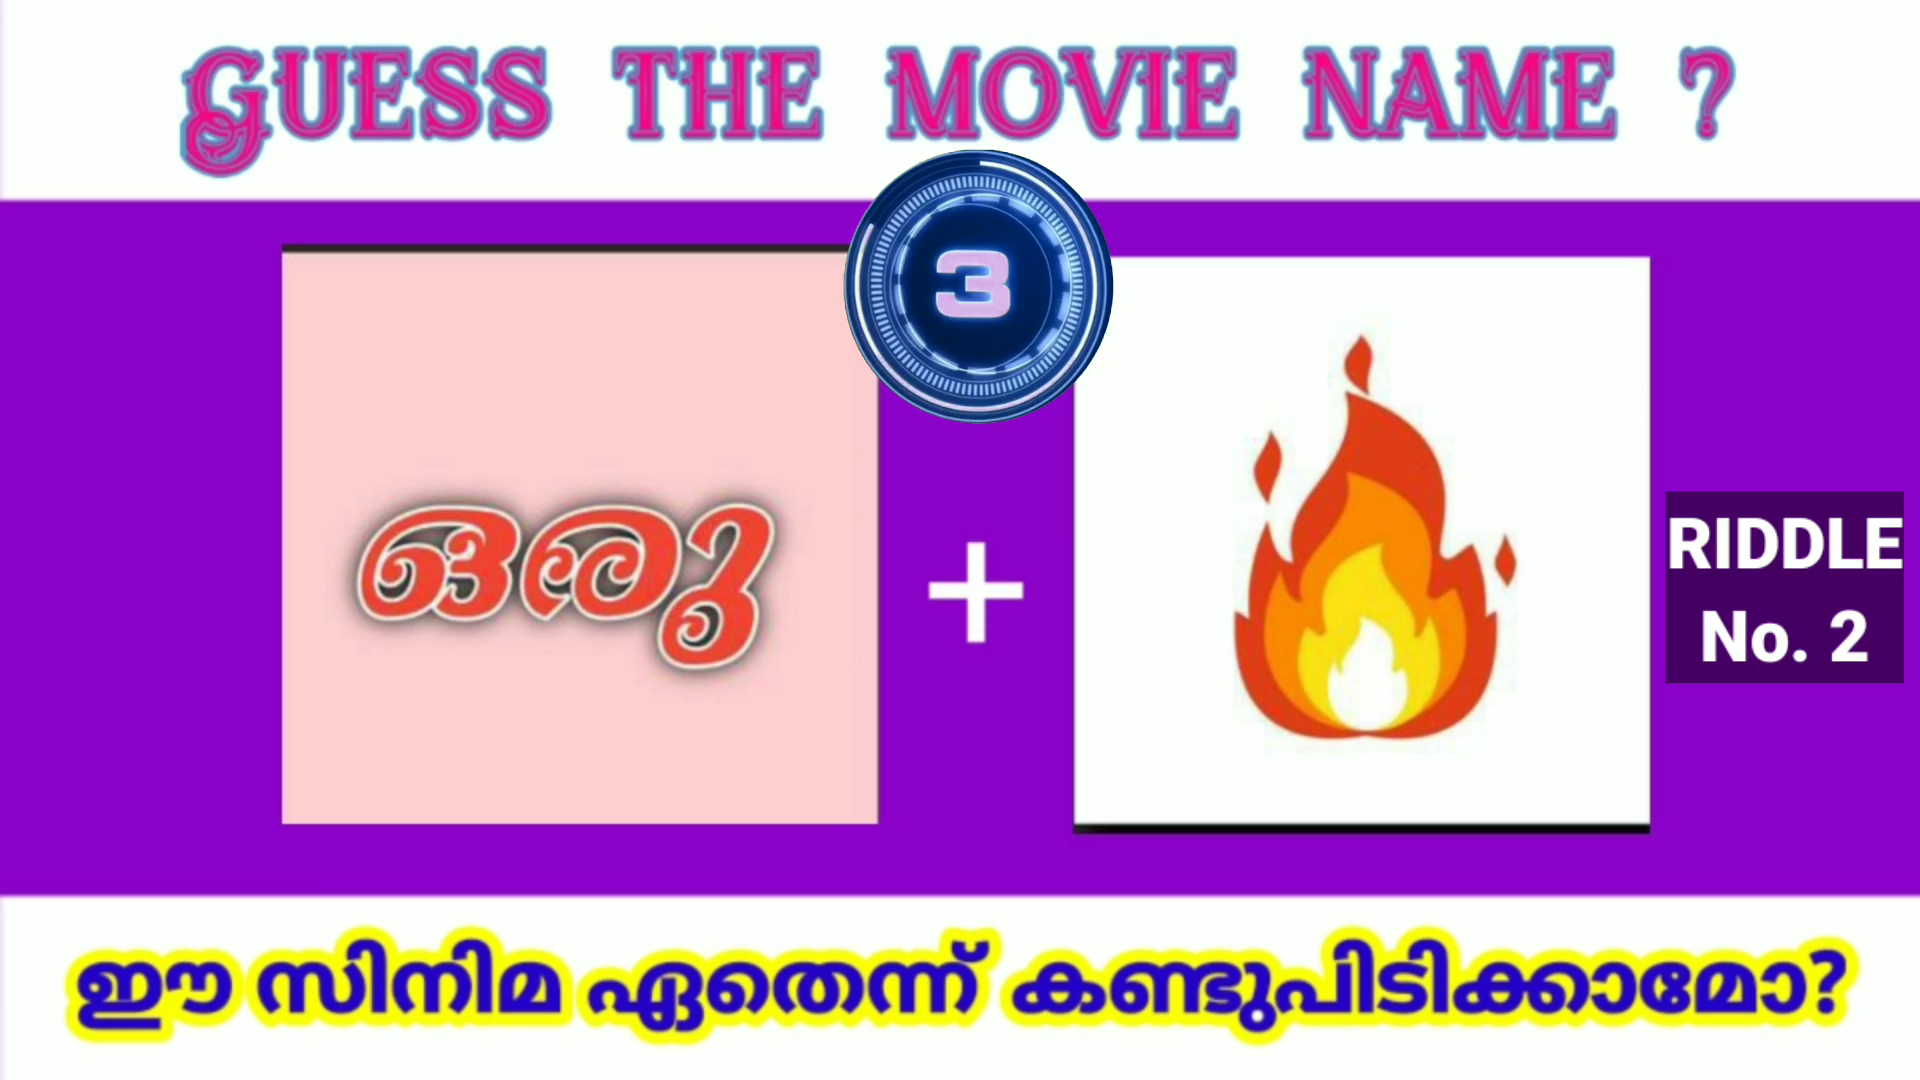 GUESS THE MOVIE NAME ?
3
ഒരു
+
RIDDLE
No. 2
ഈ സിനിമ ഏതെന്ന് കണ്ടുപിടിക്കാമോ?